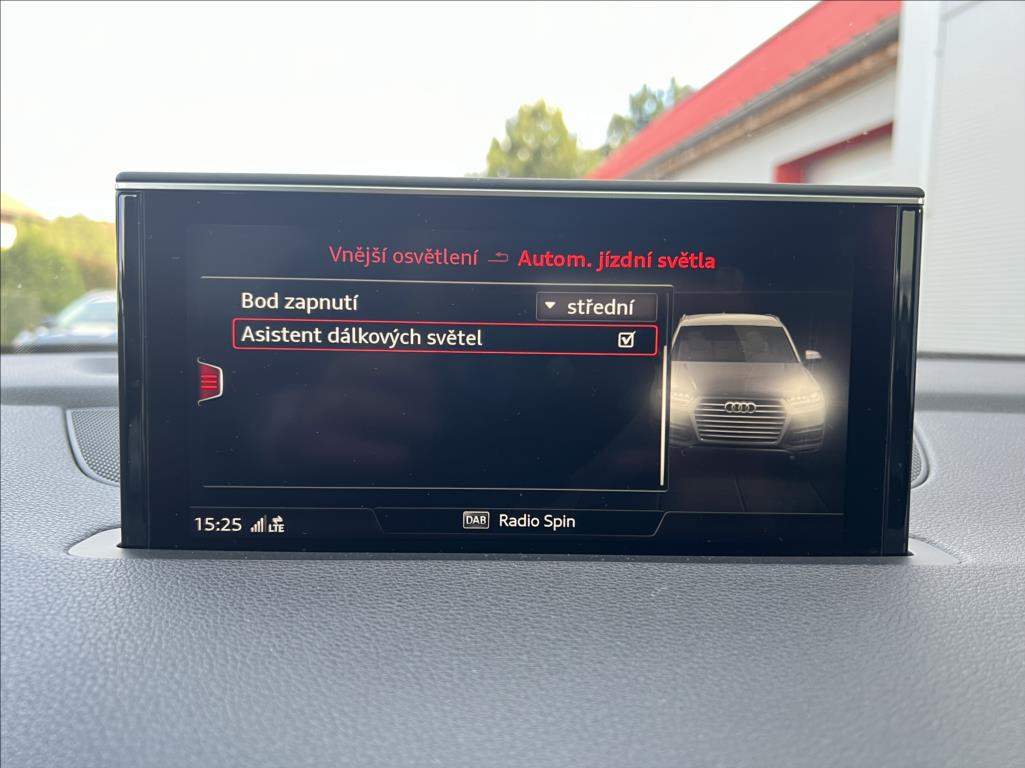 Vnější osvětlení Autom. jízdní světla
Bod zapnutí střední
Asistent dálkových světel
15:25 LTE DAB Radio Spin